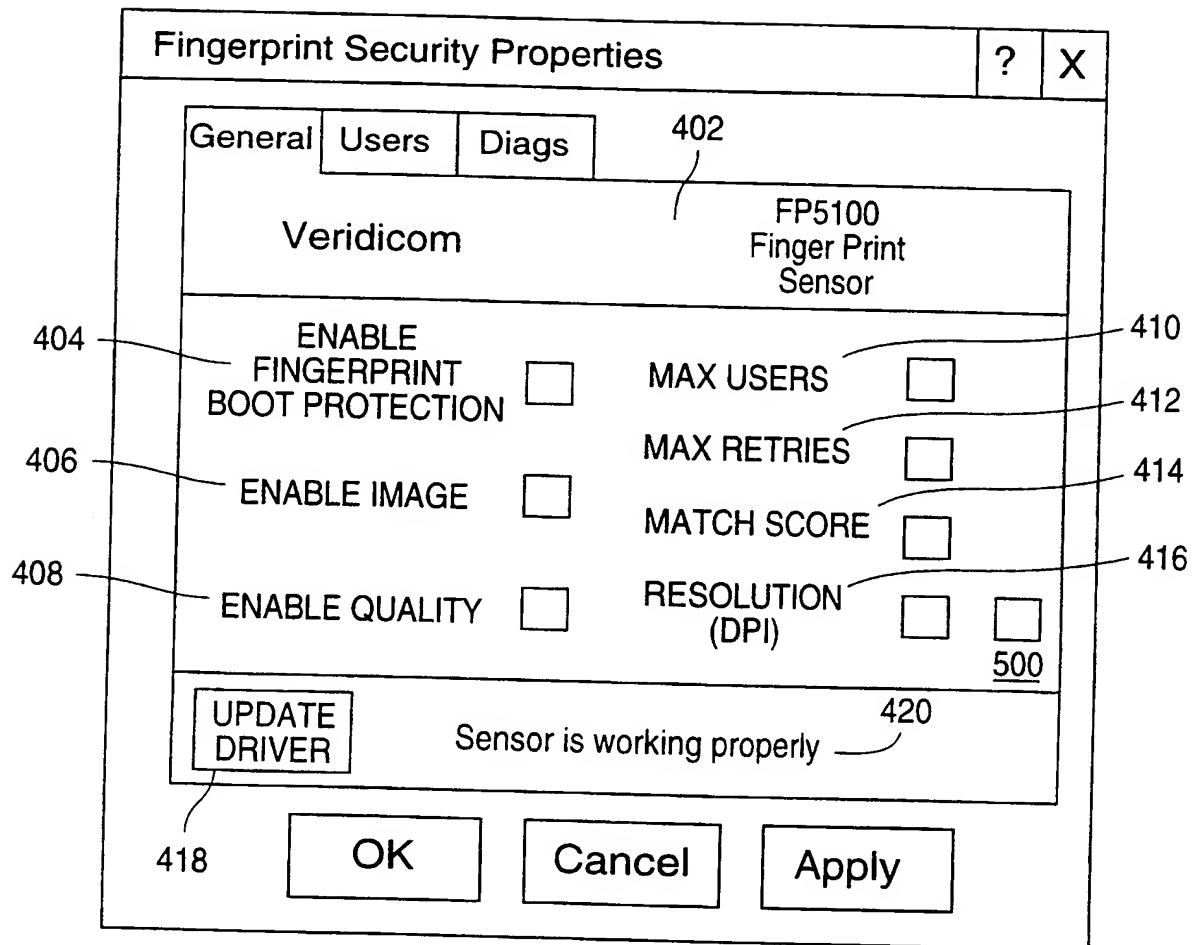 Fingerprint Security Properties ? X
General Users Diags
402
Veridicom
FP5100
Finger Print
Sensor
404
ENABLE
FINGERPRINT
BOOT PROTECTION
MAX USERS
410
MAX RETRIES
412
406
ENABLE IMAGE
MATCH SCORE
414
408
ENABLE QUALITY
RESOLUTION
(DPI)
416
500
UPDATE
DRIVER
Sensor is working properly
420
418
OK Cancel Apply